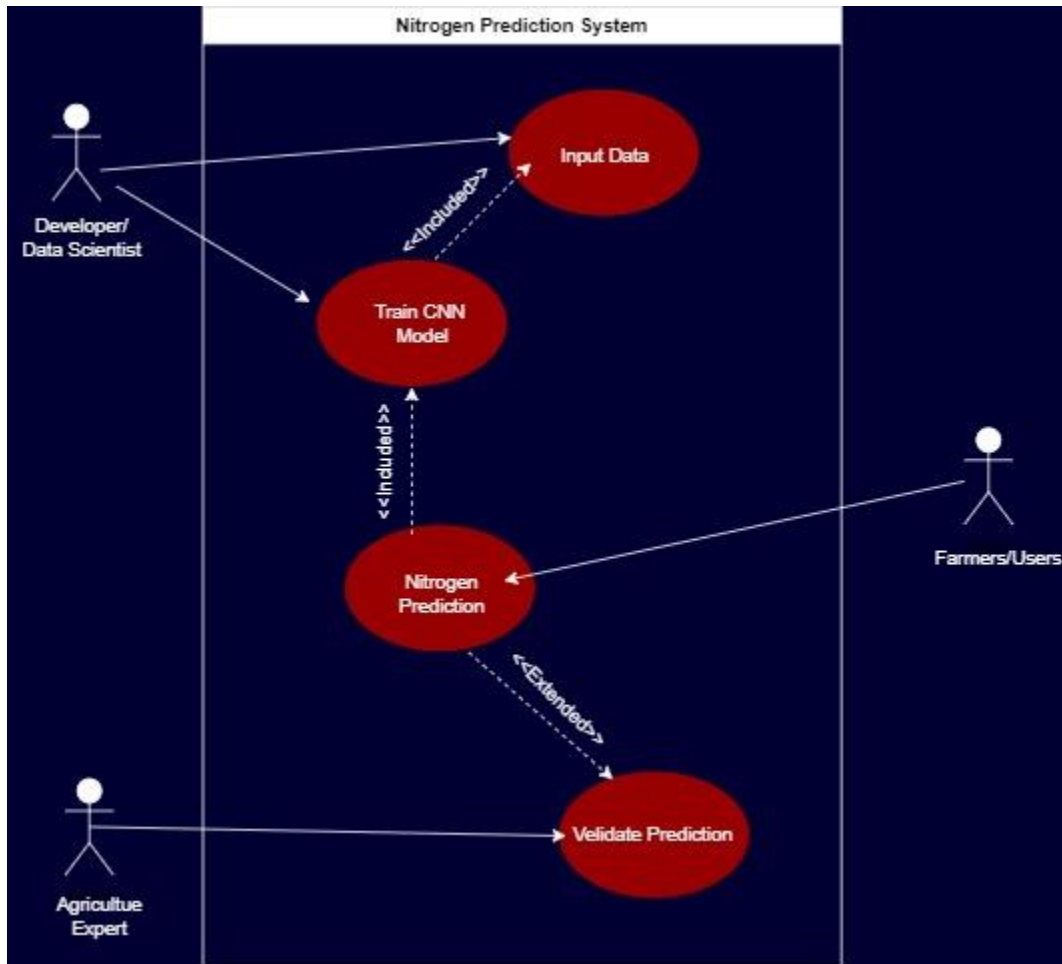 Nitrogen Prediction System
Input Data
Developer/
Data Scientist
<<Included>>
Train CNN
Model
<<Included>>
Farmers/Users
Nitrogen
Prediction
<<Extended>>
Velidate Prediction
Agricultue
Expert